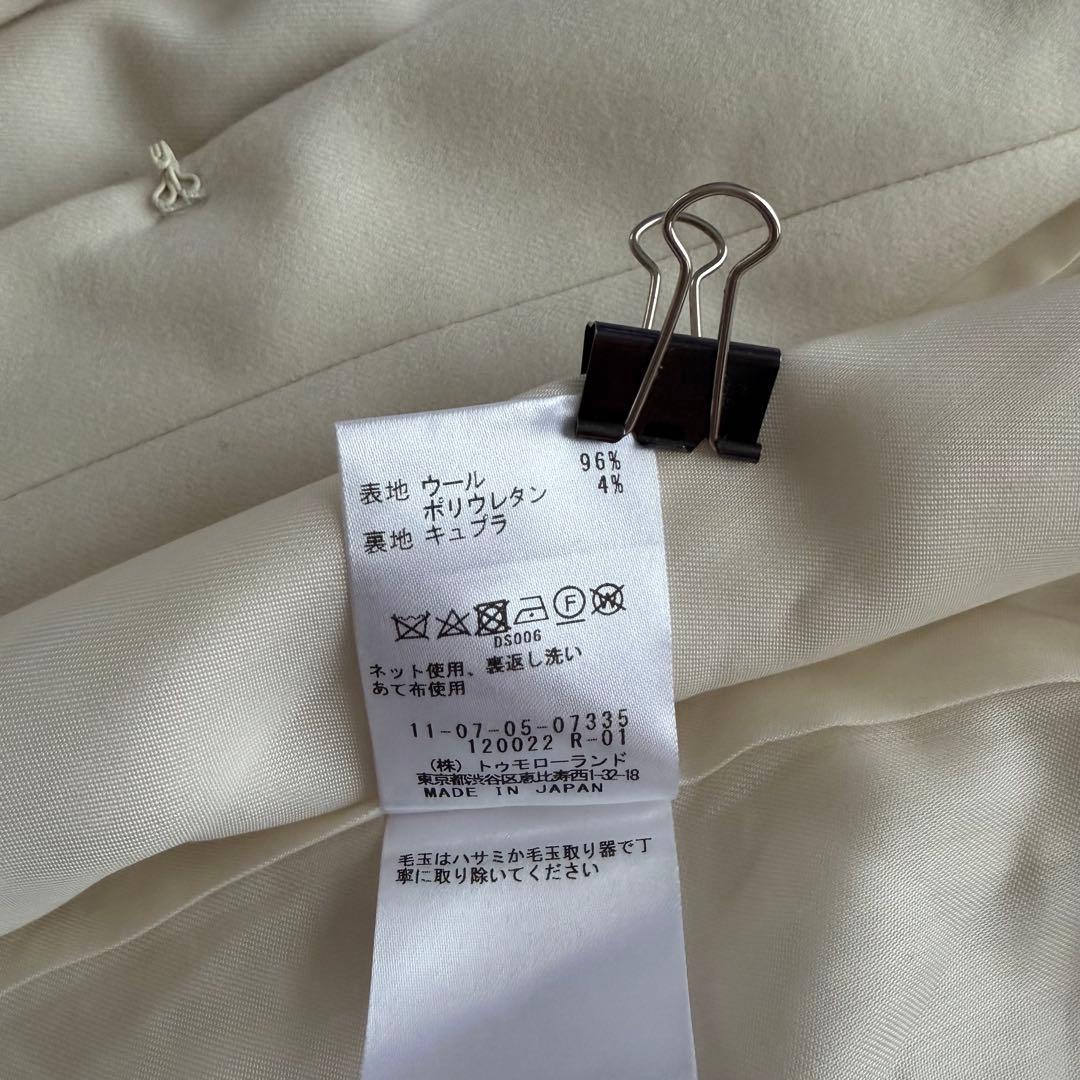 表地 ウール 96%
ポリウレタン 4%
裏地 キュプラ
F W
DS006
ネット使用、裏返し洗い
あて布使用
11-07-05-07335
120022 R-01
(株) トゥモローランド
東京都渋谷区恵比寿西1-32-18
MADE IN JAPAN
毛玉はハサミか毛玉取り器で丁
寧に取り除いてください